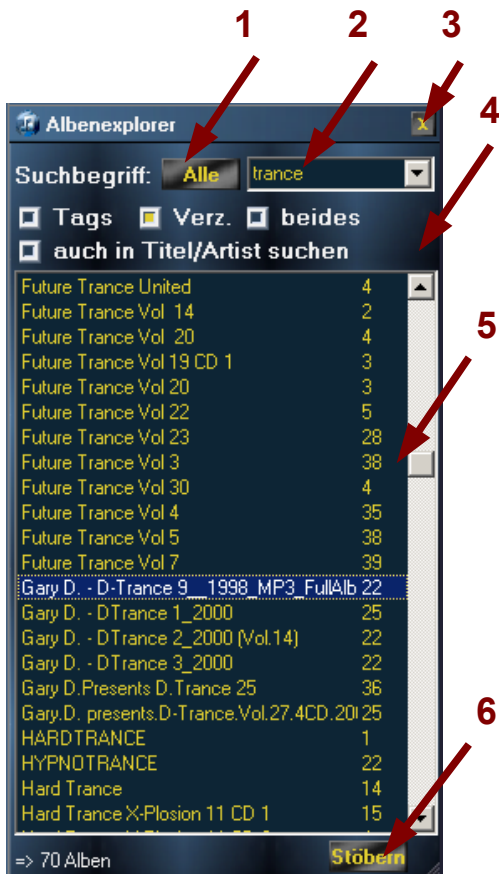 1 2 3
Albenexplorer x
4
Suchbegriff: Alle trance
Tags Verz. beides
auch in Titel/Artist suchen
Future Trance United 4
Future Trance Vol 14 2
5
Future Trance Vol 20 4
Future Trance Vol 19 CD 1 3
Future Trance Vol 20 3
Future Trance Vol 22 5
Future Trance Vol 23 28
Future Trance Vol 3 38
Future Trance Vol 30 4
Future Trance Vol 4 35
Future Trance Vol 5 38
Future Trance Vol 7 39
Gary D. - D-Trance 9__1998_MP3_FullAlb 22
Gary D. - DTrance 1_2000 25
Gary D. - DTrance 2_2000 (Vol.14) 22
Gary D. - DTrance 3_2000 22
Gary D.Presents D.Trance 25 36
Gary.D. presents.D-Trance.Vol.27.4CD.20 25
6
HARDTRANCE 1
HYPNOTRANCE 22
Hard Trance 14
Hard Trance X-Plosion 11 CD 1 15
=> 70 Alben Stöbern